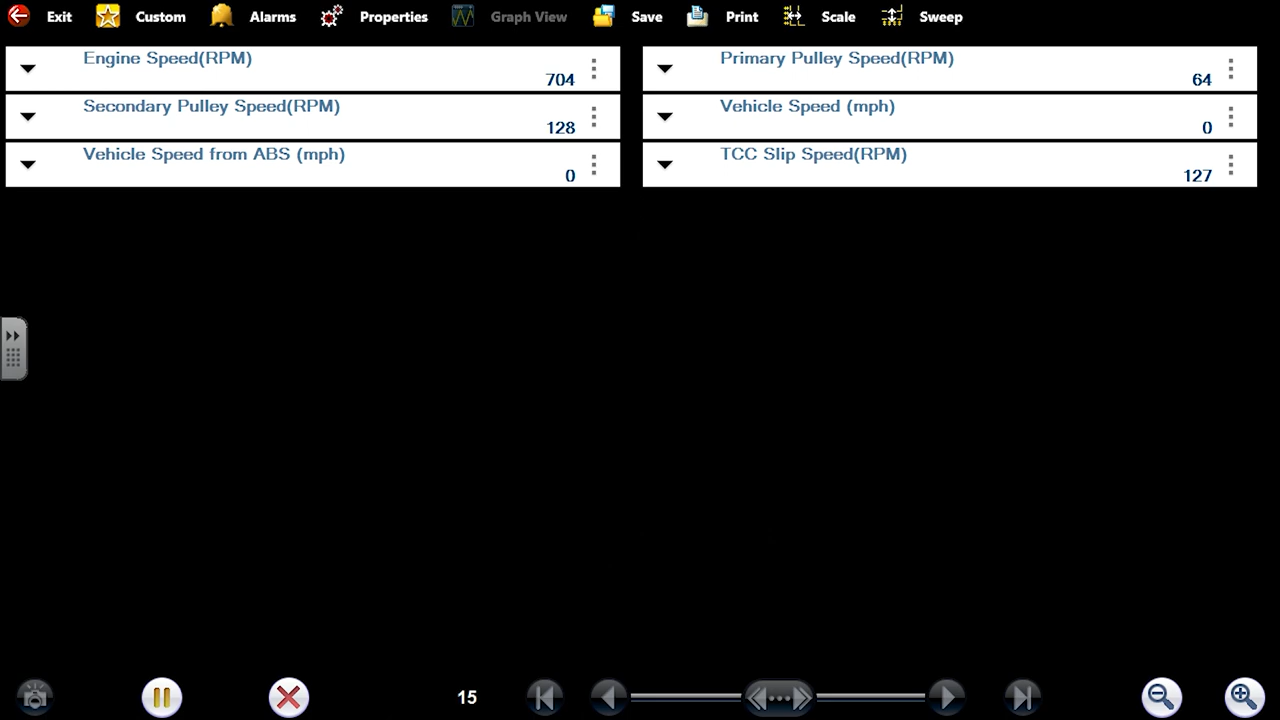 Exit Custom Alarms Properties Graph View Save Print Scale Sweep
Engine Speed(RPM)
704
Primary Pulley Speed(RPM)
64
Secondary Pulley Speed(RPM)
128
Vehicle Speed (mph)
0
Vehicle Speed from ABS (mph)
0
TCC Slip Speed(RPM)
127
15